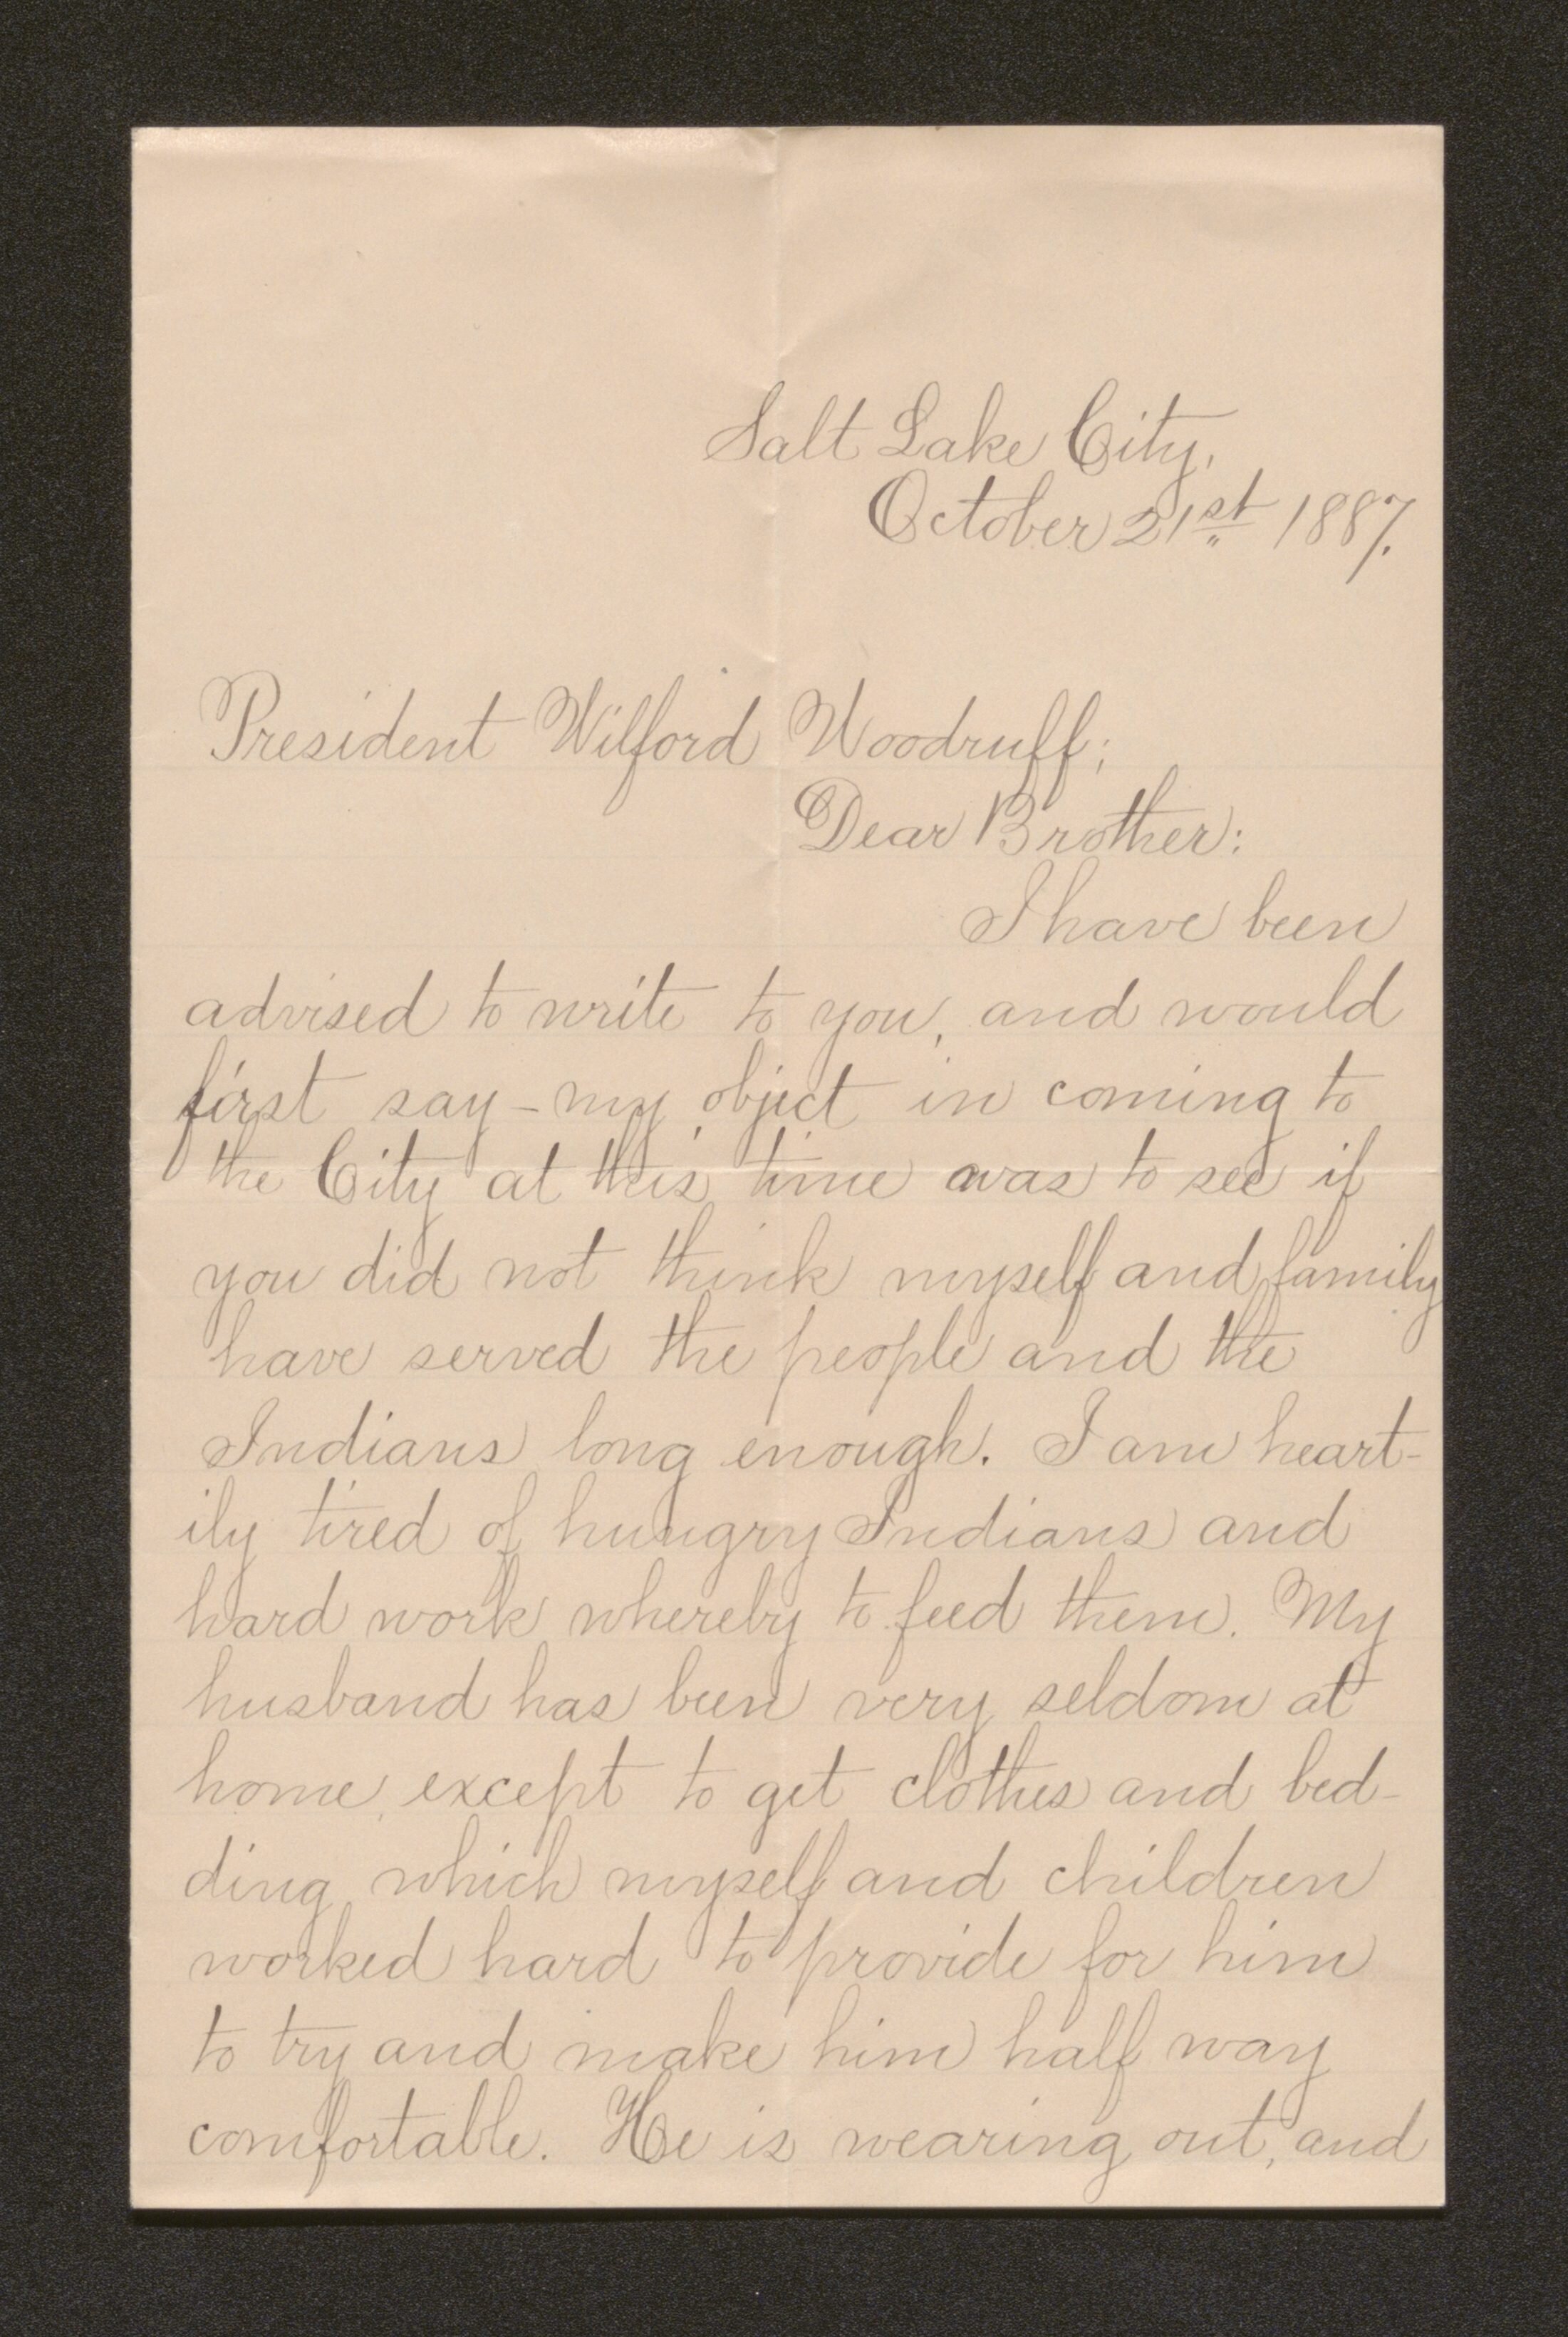 Salt Lake City,
October 21st 1887.
President Wilford Woodruff;
Dear Brother:
I have been
advised to write to you, and would
first say - my object in coming to
the City at this time was to see if
you did not think myself and family
have served the people and the
Indians long enough. I am heart-
ily tired of hungry Indians and
hard work whereby to feed them. My
husband has been very seldom at
home, except to get clothes and bed-
ding, which myself and children
worked hard to provide for him
to try and make him half way
comfortable. He is wearing out, and